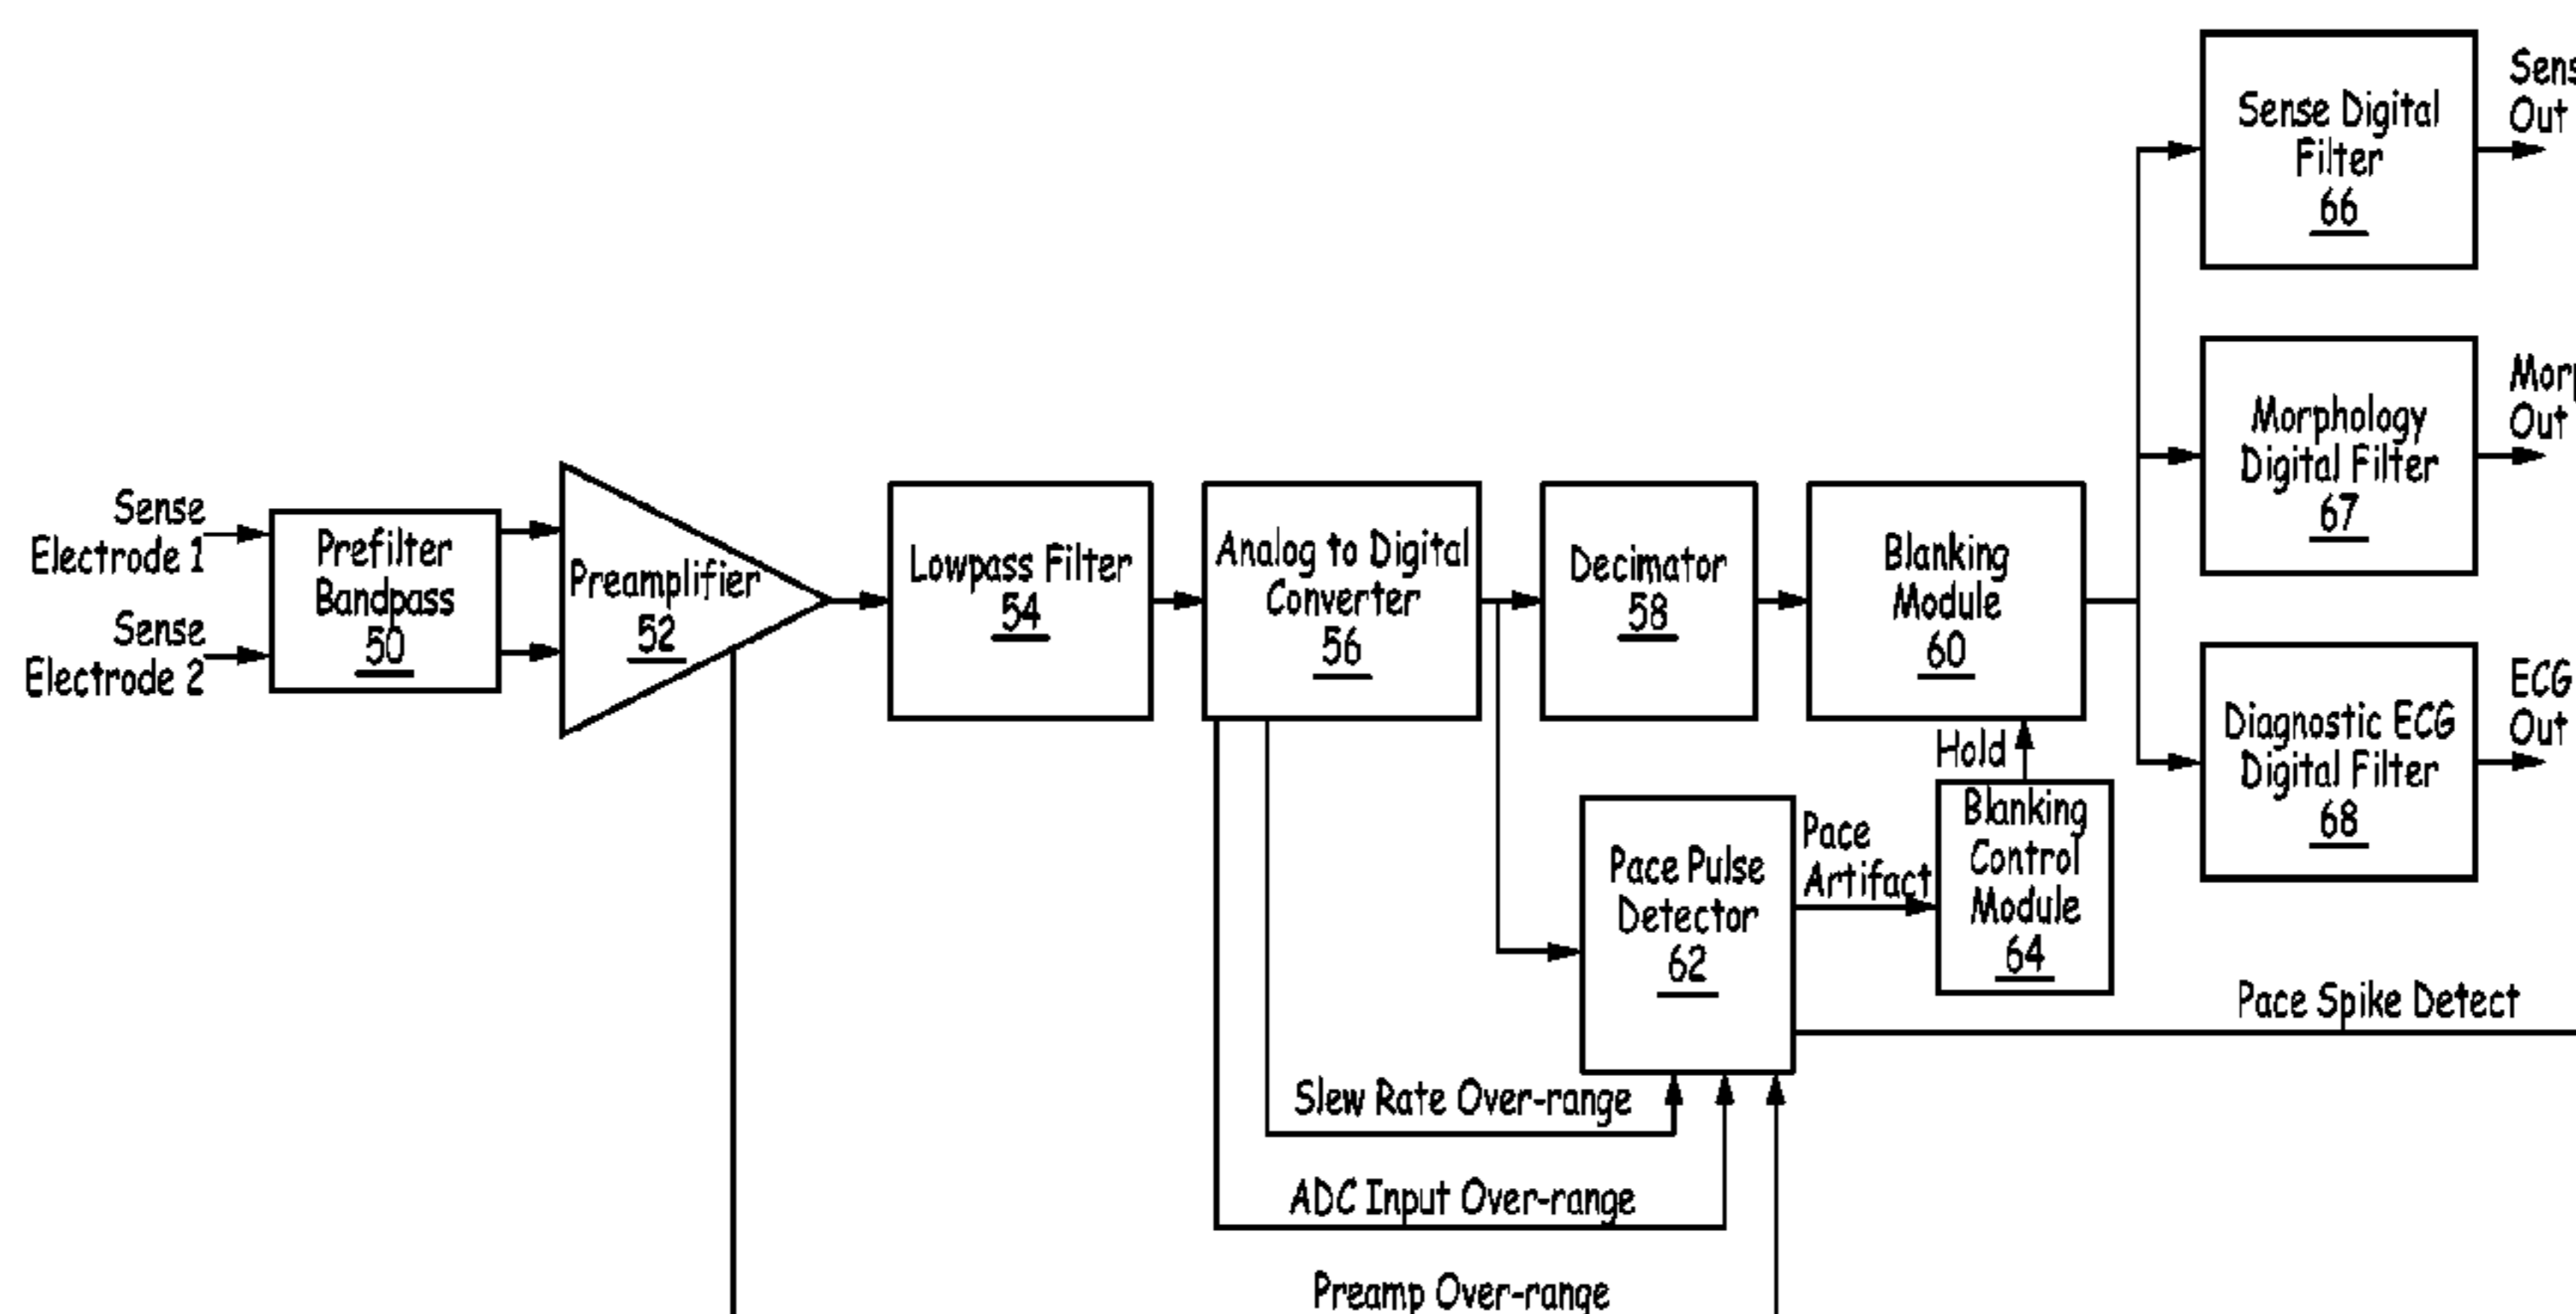 Sense
Electrode 1
Sense
Electrode 2
Prefilter
Bandpass
50
Preamplifier
52
Lowpass Filter
54
Analog to Digital
Converter
56
Decimator
58
Blanking
Module
60
Hold
Pace Pulse
Detector
62
Pace
Artifact
Blanking
Control
Module
64
Sense Digital
Filter
66
Sens
Out
Morphology
Digital Filter
67
Mor
Out
Diagnostic ECG
Digital Filter
68
ECG
Out
Pace Spike Detect
Slew Rate Over-range
ADC Input Over-range
Preamp Over-range